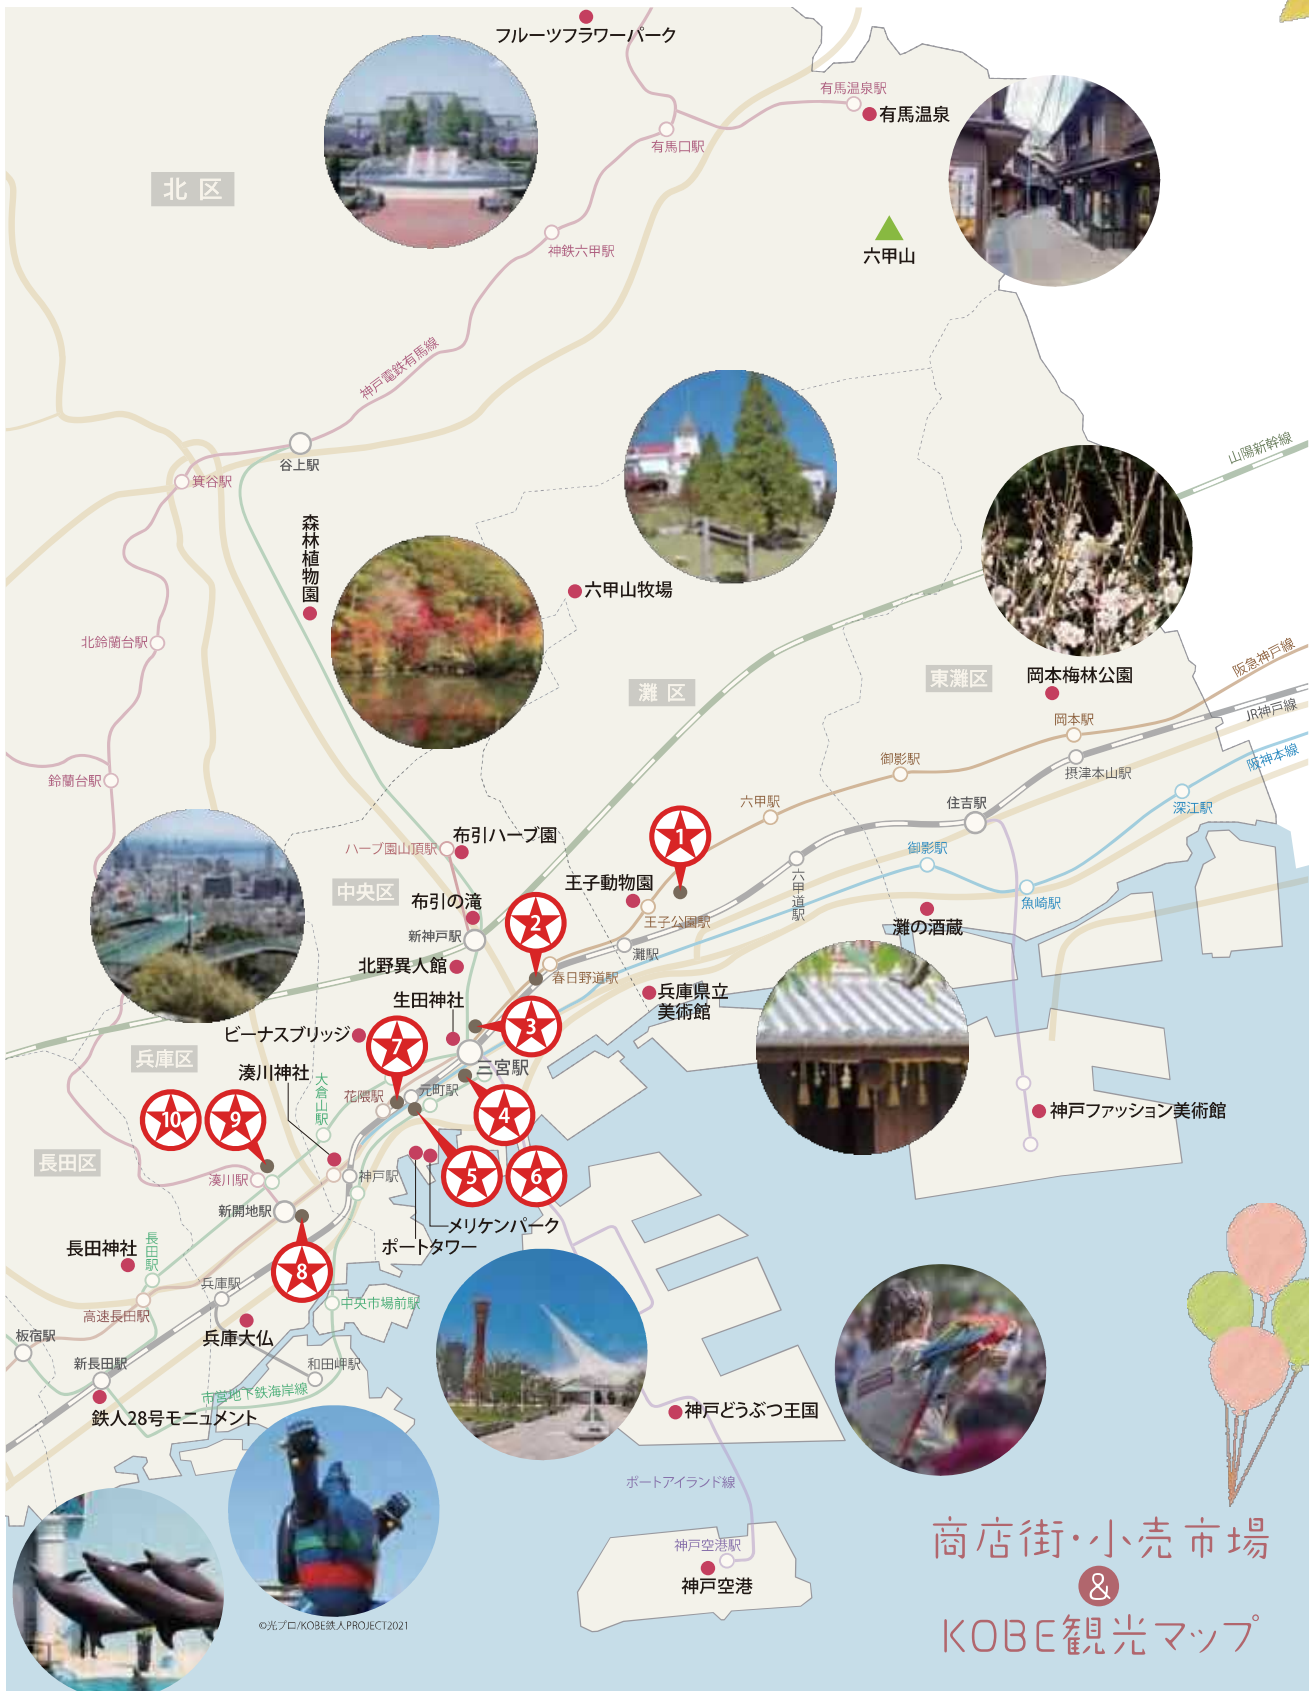 フルーツフラワーパーク
有馬温泉駅
有馬温泉
有馬口駅
北区
神鉄六甲駅
六甲山
神戸電鉄有馬線
谷上駅
箕谷駅
山陽新幹線
森林植物園
六甲山牧場
北鈴蘭台駅
灘区
東灘区
岡本梅林公園
阪急神戸線
JR神戸線
岡本駅
阪神本線
御影駅
摂津本山駅
鈴蘭台駅
六甲駅
住吉駅
深江駅
1
布引ハーブ園
ハーブ園山頂駅
御影駅
六甲道駅
中央区
王子動物園
魚崎駅
布引の滝
2
王子公園駅
灘の酒蔵
新神戸駅
灘駅
北野異人館
春日野道駅
生田神社
兵庫県立
美術館
ビーナスブリッジ
3
7
兵庫区
三宮駅
湊川神社
大倉山駅
花隈駅
元町駅
10
9
4
神戸ファッション美術館
長田区
湊川駅
神戸駅
5
6
新開地駅
メリケンパーク
ポートタワー
長田神社
長田駅
8
兵庫駅
中央市場前駅
高速長田駅
板宿駅
兵庫大仏
新長田駅
和田岬駅
市営地下鉄海岸線
鉄人28号モニュメント
神戸どうぶつ王国
ポートアイランド線
神戸空港駅
神戸空港
©光プロ/KOBE鉄人PROJECT2021
商店街・小売市場
&
KOBE観光マップ